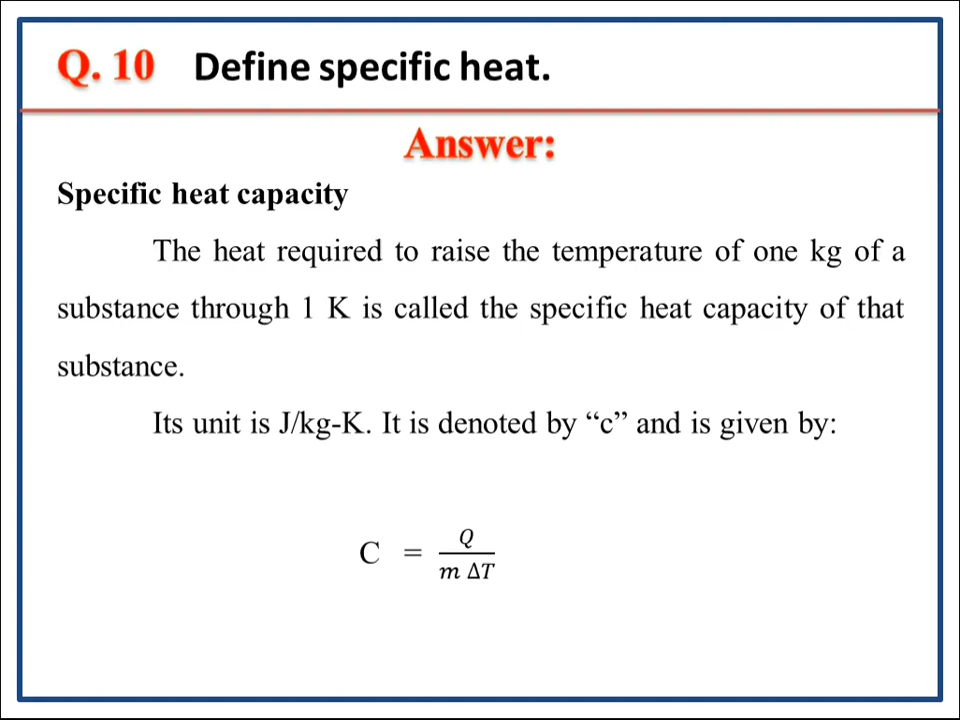 Q. 10 Define specific heat.
Answer:
Specific heat capacity
The heat required to raise the temperature of one kg of a
substance through 1 K is called the specific heat capacity of that
substance.
Its unit is J/kg-K. It is denoted by “c” and is given by:
C = Q / m ΔT